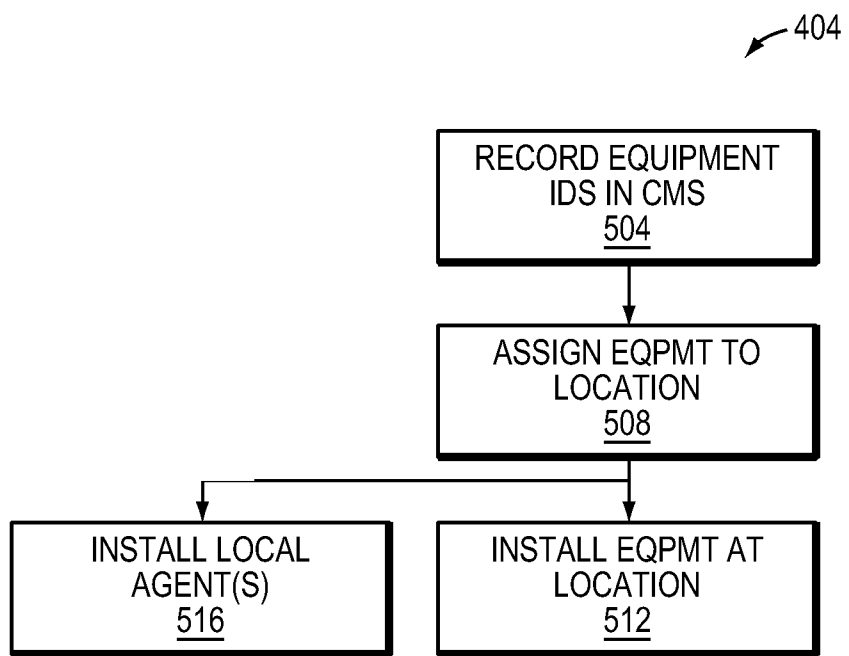 404
RECORD EQUIPMENT
IDS IN CMS
504
ASSIGN EQPMT TO
LOCATION
508
INSTALL LOCAL
AGENT(S)
516
INSTALL EQPMT AT
LOCATION
512